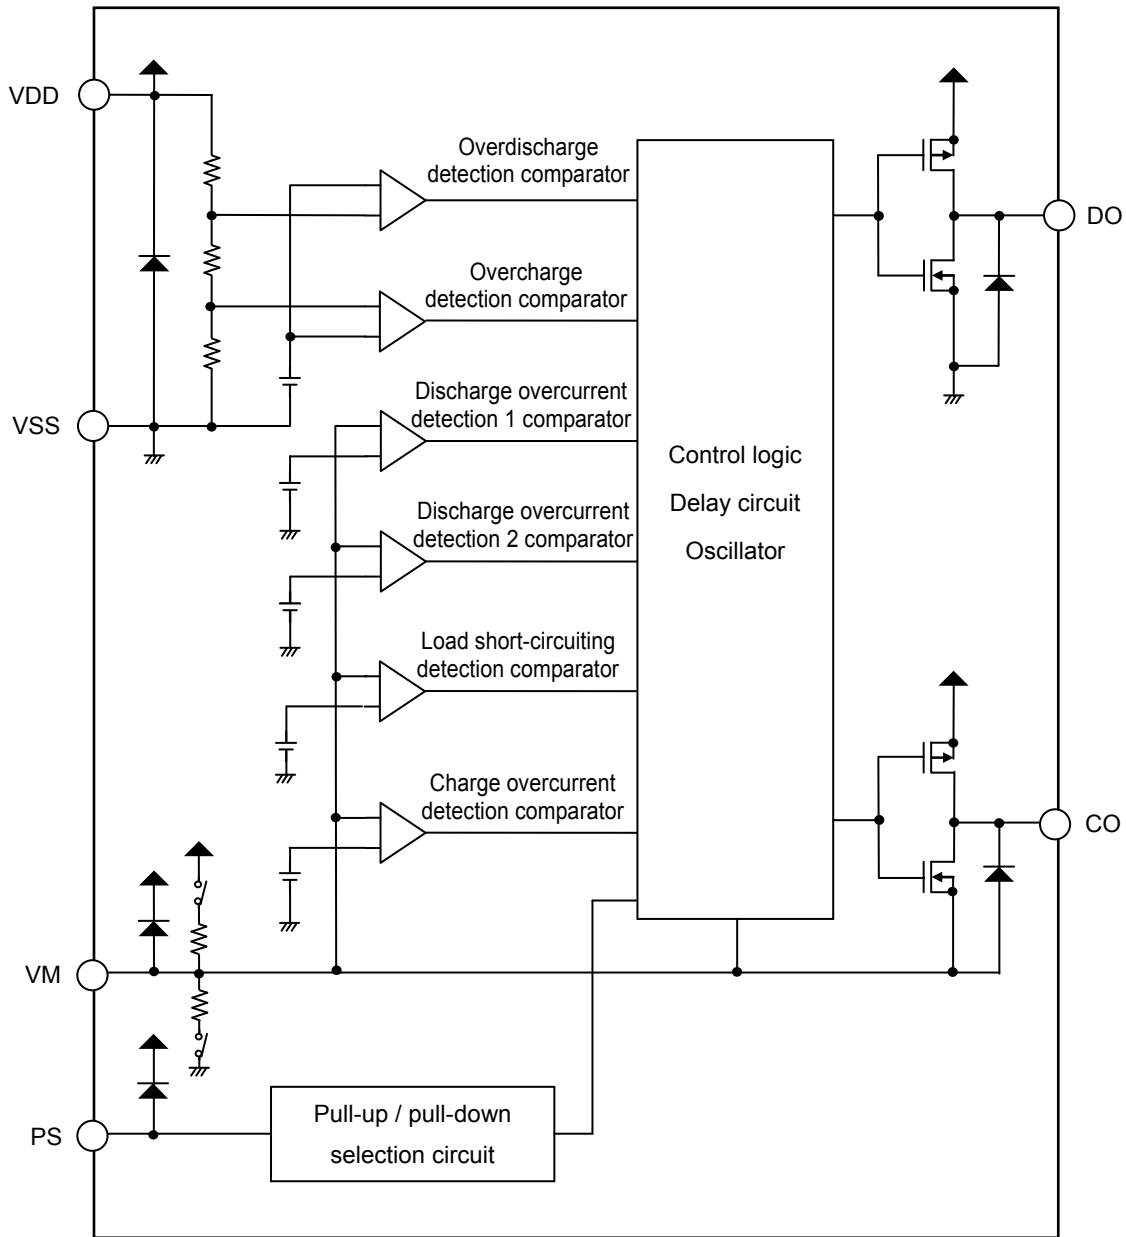 VDD
Overdischarge
detection comparator
DO
Overcharge
detection comparator
Discharge overcurrent
detection 1 comparator
VSS
Control logic
Delay circuit
Oscillator
Discharge overcurrent
detection 2 comparator
Load short-circuiting
detection comparator
Charge overcurrent
detection comparator
CO
VM
PS
Pull-up / pull-down
selection circuit